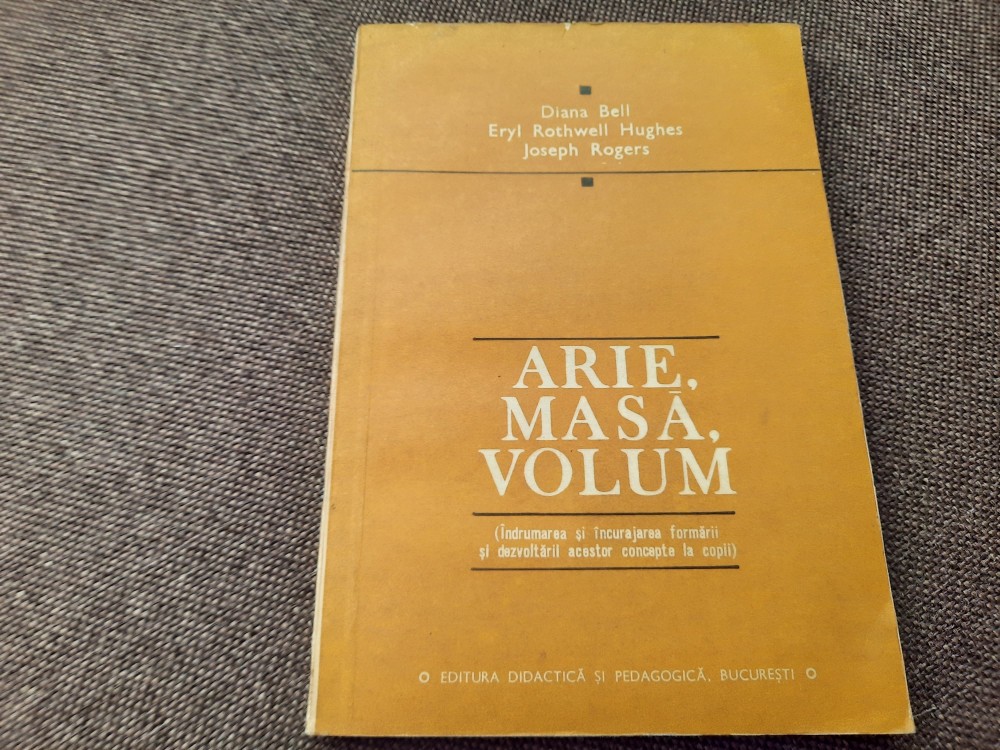 Diana Bell
Eryl Rothwell Hughes
Joseph Rogers
ARIE,
MASĂ,
VOLUM
(Îndrumarea și încurajarea formării
și dezvoltării acestor concepte la copii)
EDITURA DIDACTICĂ ȘI PEDAGOGICĂ, BUCUREȘTI